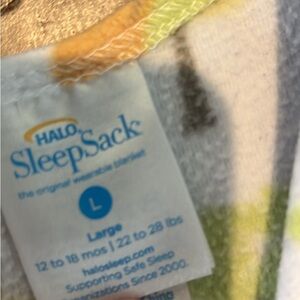 HALO
SleepSack
the original wearable blanket
L
Large
12 to 18 mos | 22 to 28 lbs
halosleep.com
Supporting Safe Sleep
Since 2000.